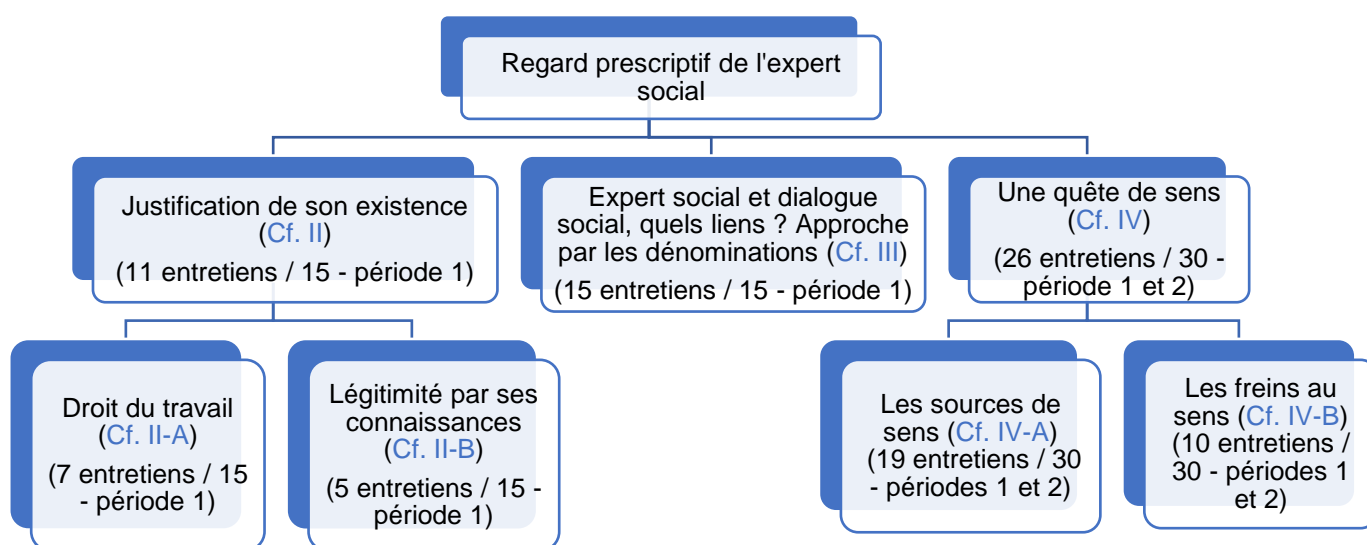 Regard prescriptif de l'expert
social
Justification de son existence
(Cf. II)
(11 entretiens / 15 - période 1)
Expert social et dialogue
social, quels liens ? Approche
par les dénominations (Cf. III)
(15 entretiens / 15 - période 1)
Une quête de sens
(Cf. IV)
(26 entretiens / 30 -
période 1 et 2)
Droit du travail
(Cf. II-A)
(7 entretiens / 15
- période 1)
Légitimité par ses
connaissances
(Cf. II-B)
(5 entretiens / 15 -
période 1)
Les sources de
sens (Cf. IV-A)
(19 entretiens / 30
- périodes 1 et 2)
Les freins au
sens (Cf. IV-B)
(10 entretiens /
30 - périodes 1
et 2)